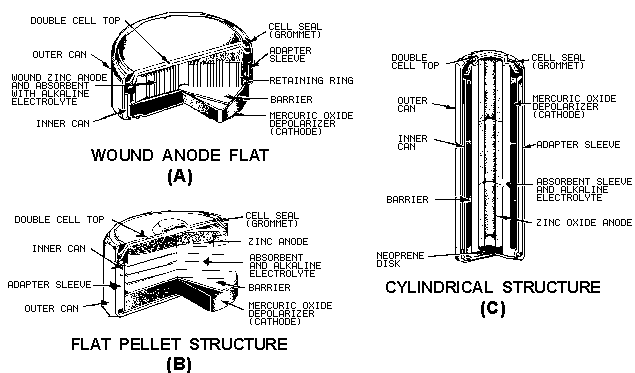 DOUBLE CELL TOP
OUTER CAN
WOUND ZINC ANODE
AND ABSORBENT
WITH ALKALINE
ELECTROLYTE
INNER CAN
CELL SEAL
(GROMMET)
ADAPTER
SLEEVE
RETAINING RING
BARRIER
MERCURIC OXIDE
DEPOLARIZER
(CATHODE)
WOUND ANODE FLAT
(A)
DOUBLE CELL TOP
INNER CAN
ADAPTER SLEEVE
OUTER CAN
CELL SEAL
(GROMMET)
ZINC ANODE
ABSORBENT
AND ALKALINE
ELECTROLYTE
BARRIER
MERCURIC OXIDE
DEPOLARIZER
(CATHODE)
FLAT PELLET STRUCTURE
(B)
DOUBLE
CELL TOP
OUTER
CAN
INNER
CAN
BARRIER
NEOPRENE
DISK
CELL SEAL
(GROMMET)
MERCURIC OXIDE
DEPOLARIZER
(CATHODE)
ADAPTER SLEEVE
ABSORBENT SLEEVE
AND ALKALINE
ELECTROLYTE
ZINC OXIDE ANODE
CYLINDRICAL STRUCTURE
(C)